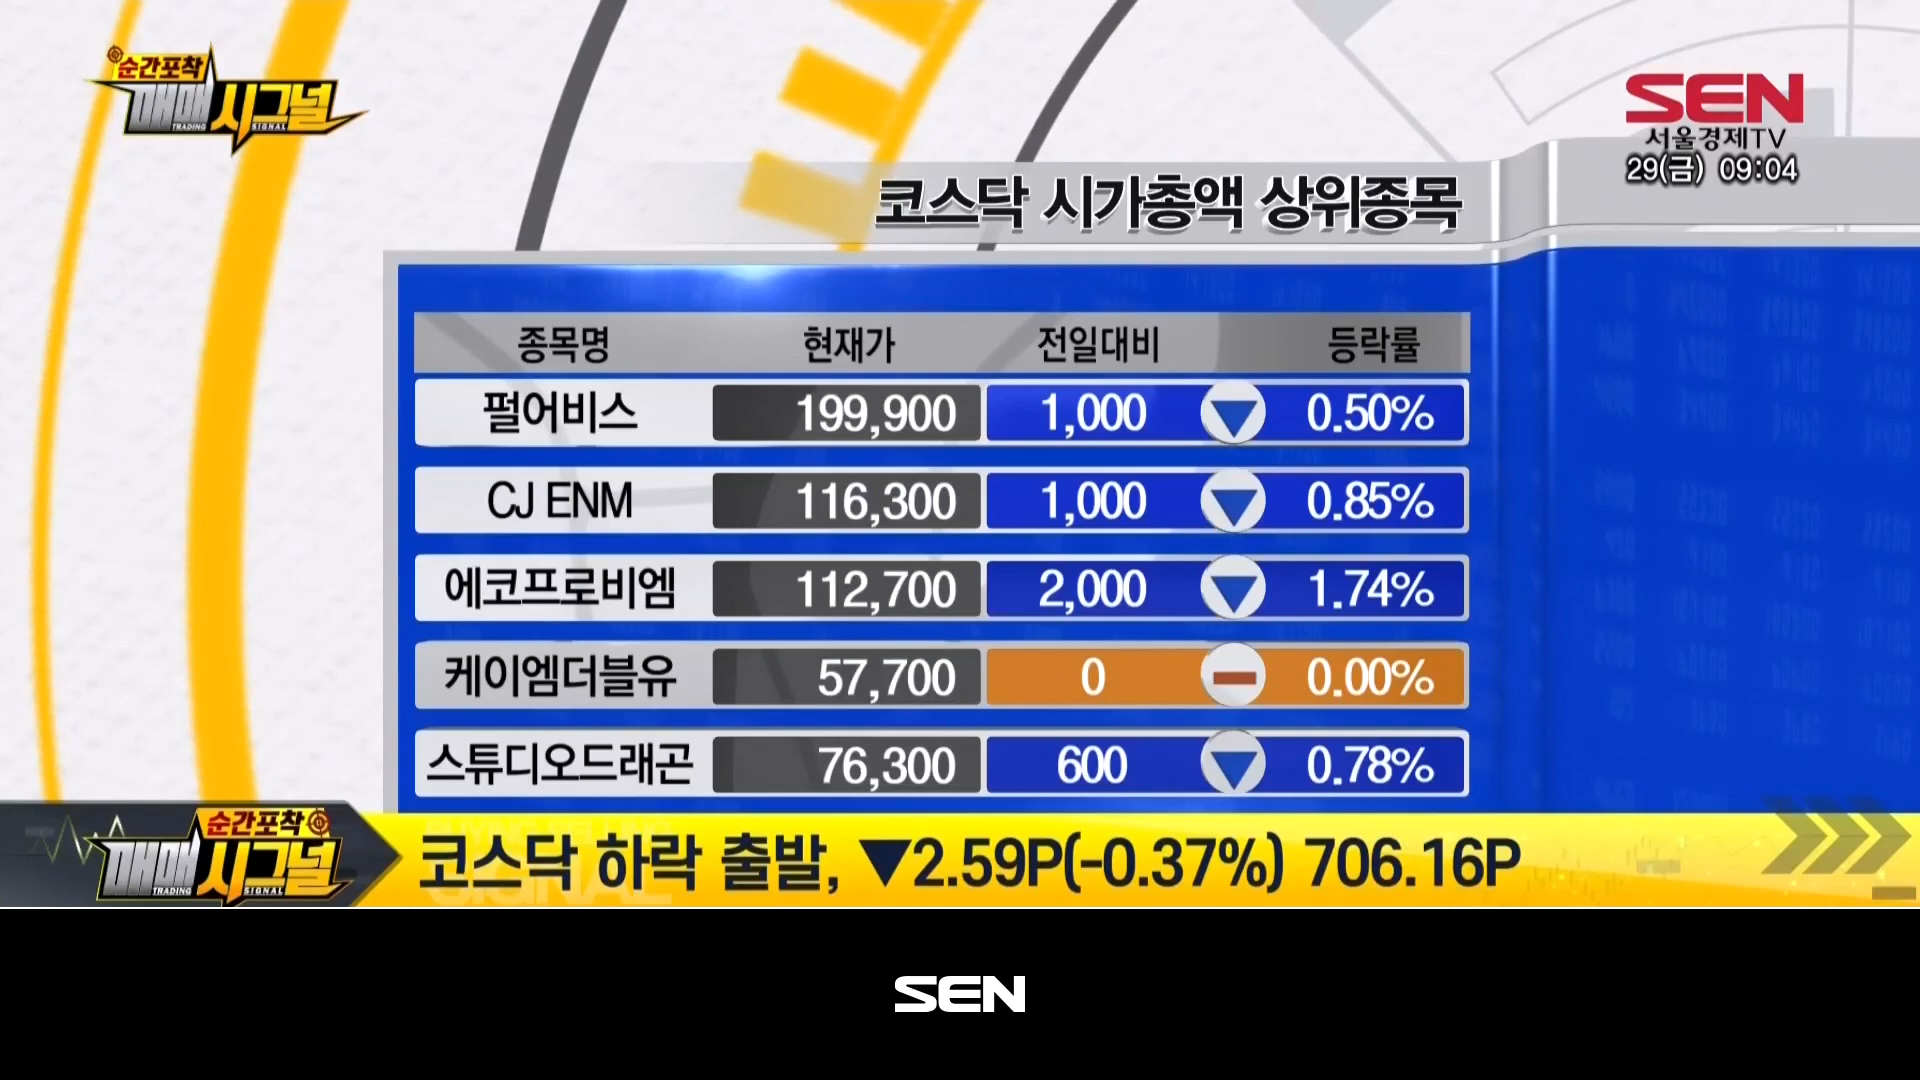 순간포착
매매 시그널
TRADING SIGNAL
SEN
서울경제TV
29(금) 09:04
코스닥 시가총액 상위종목
종목명 현재가 전일대비 등락률
펄어비스 199,900 1,000 ▼ 0.50%
CJ ENM 116,300 1,000 ▼ 0.85%
에코프로비엠 112,700 2,000 ▼ 1.74%
케이엠더블유 57,700 0 - 0.00%
스튜디오드래곤 76,300 600 ▼ 0.78%
순간포착
매매 시그널
TRADING SIGNAL
코스닥 하락 출발, ▼2.59P(-0.37%) 706.16P
SEN